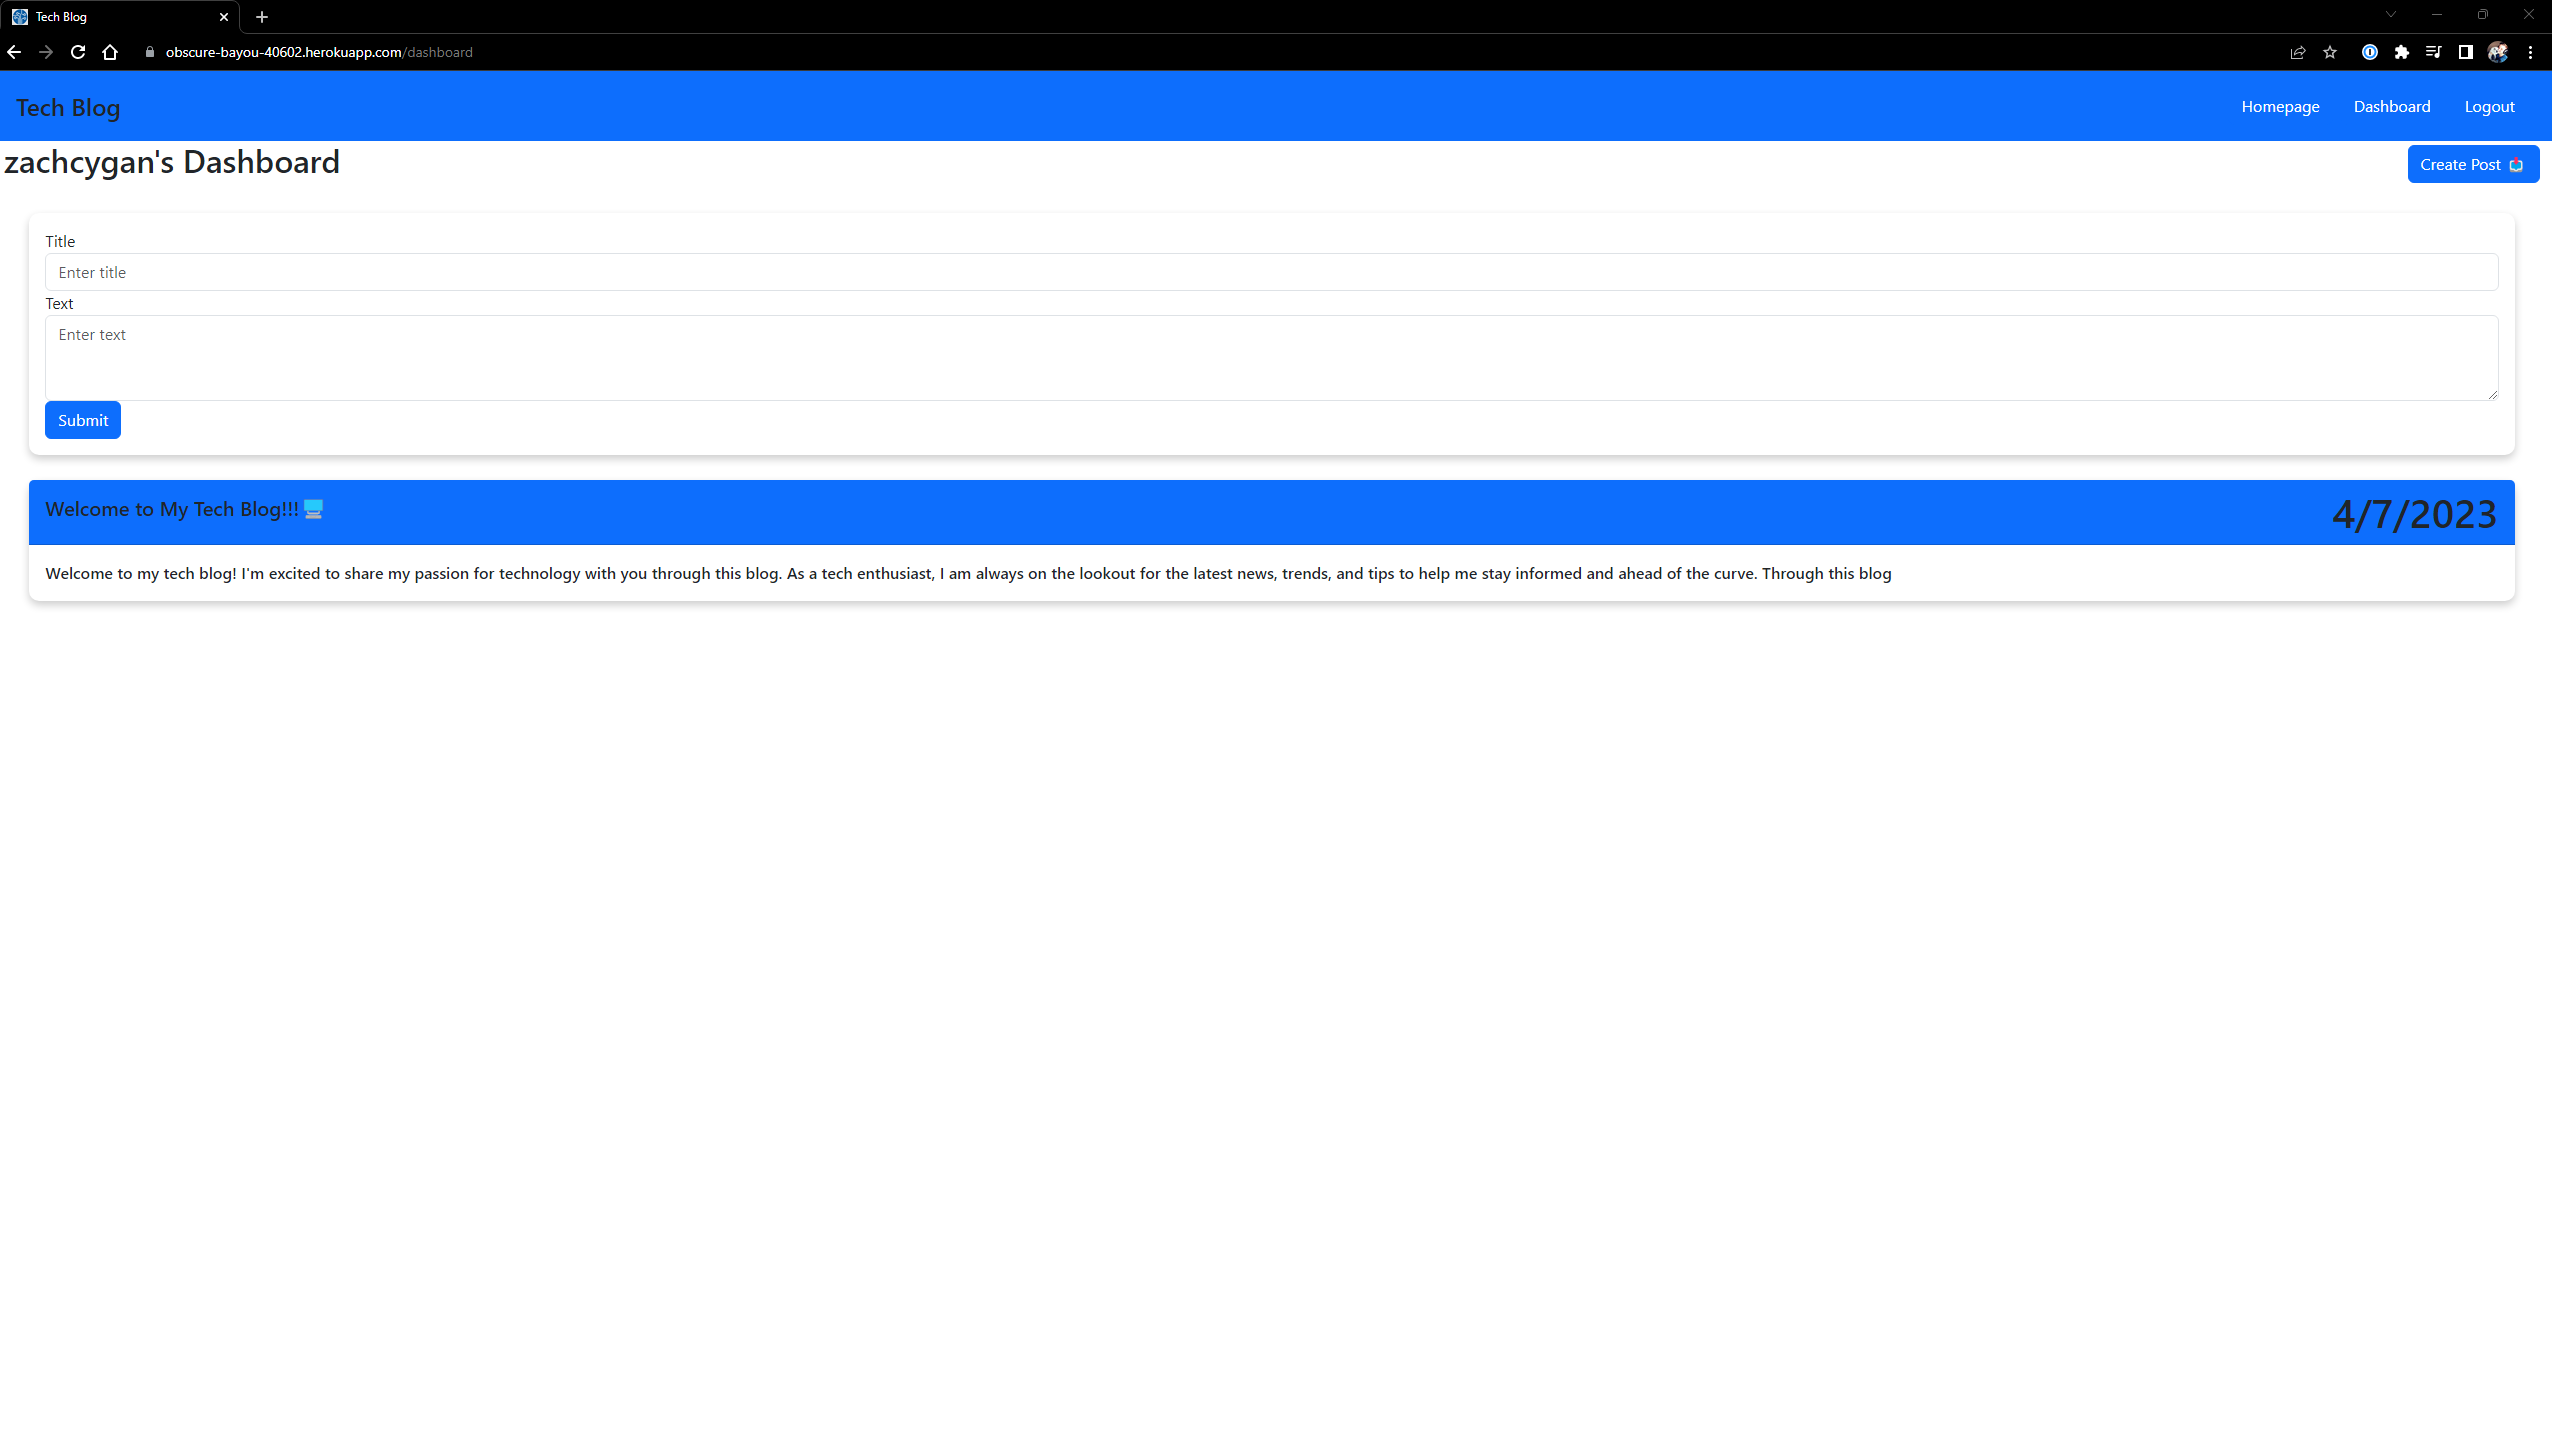 Tech Blog
obscure-bayou-40602.herokuapp.com/dashboard
Tech Blog
Homepage Dashboard Logout
zachcygan's Dashboard
Create Post 📤
Title
Enter title
Text
Enter text
Submit
Welcome to My Tech Blog!!!🖥️
4/7/2023
Welcome to my tech blog! I'm excited to share my passion for technology with you through this blog. As a tech enthusiast, I am always on the lookout for the latest news, trends, and tips to help me stay informed and ahead of the curve. Through this blog